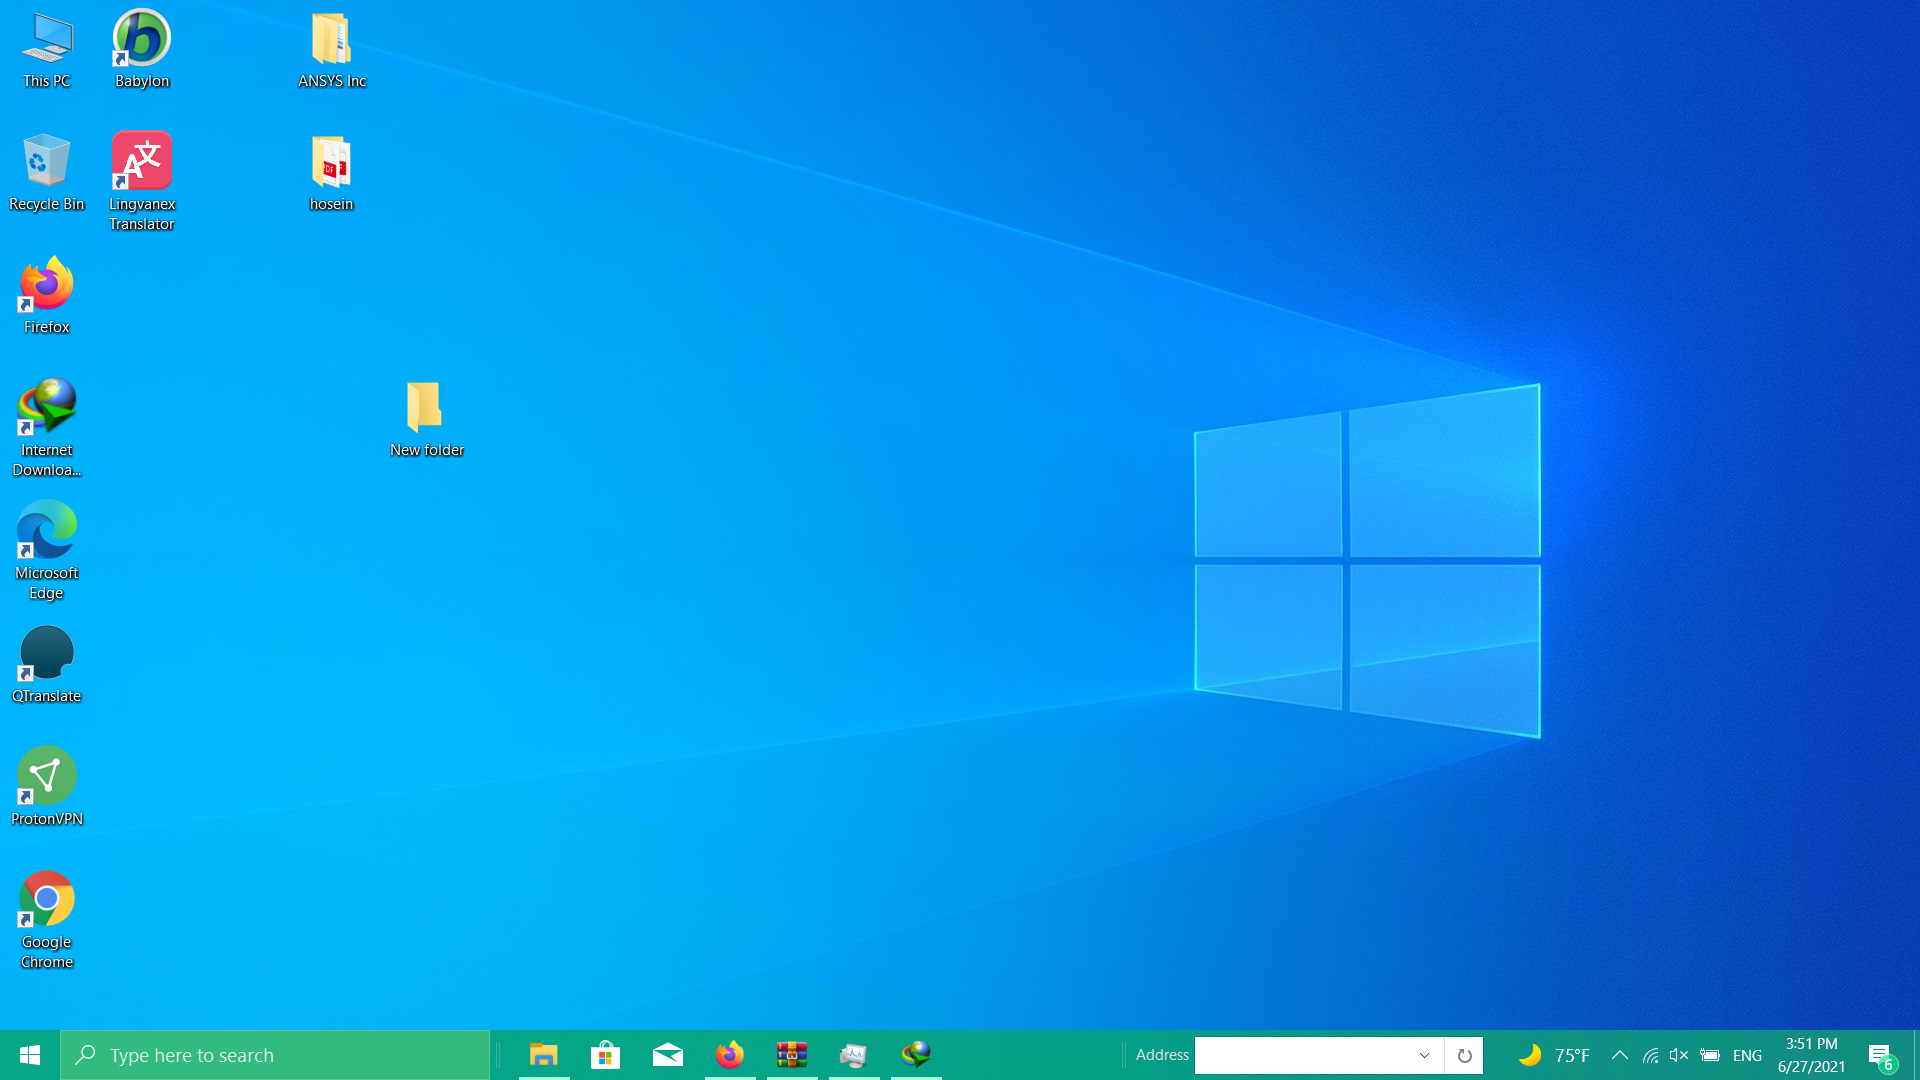 This PC
Babylon
ANSYS Inc
Recycle Bin
Lingvanex
Translator
hosein
PDF
Firefox
Internet
Downloa...
New folder
Microsoft
Edge
QTranslate
ProtonVPN
Google
Chrome
Type here to search
Address
75°F
ENG
3:51 PM
6/27/2021
6